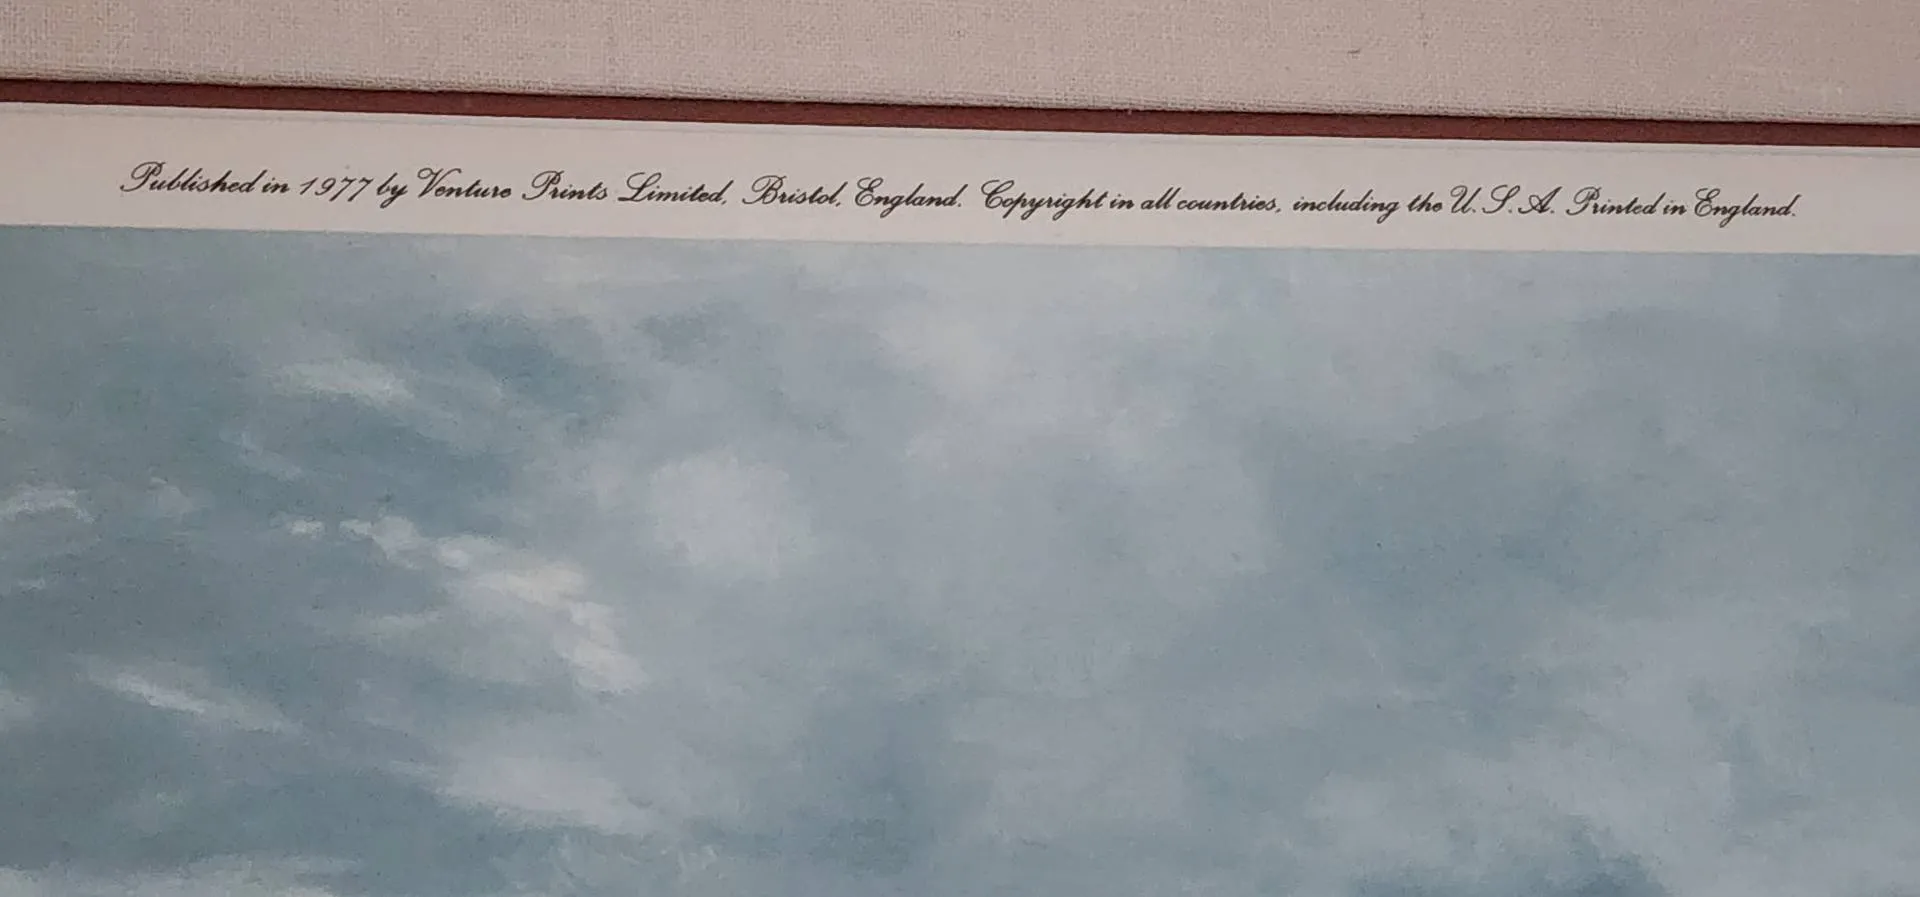 Published in 1977 by Venture Prints Limited, Bristol, England. Copyright in all countries, including the U.S.A. Printed in England.